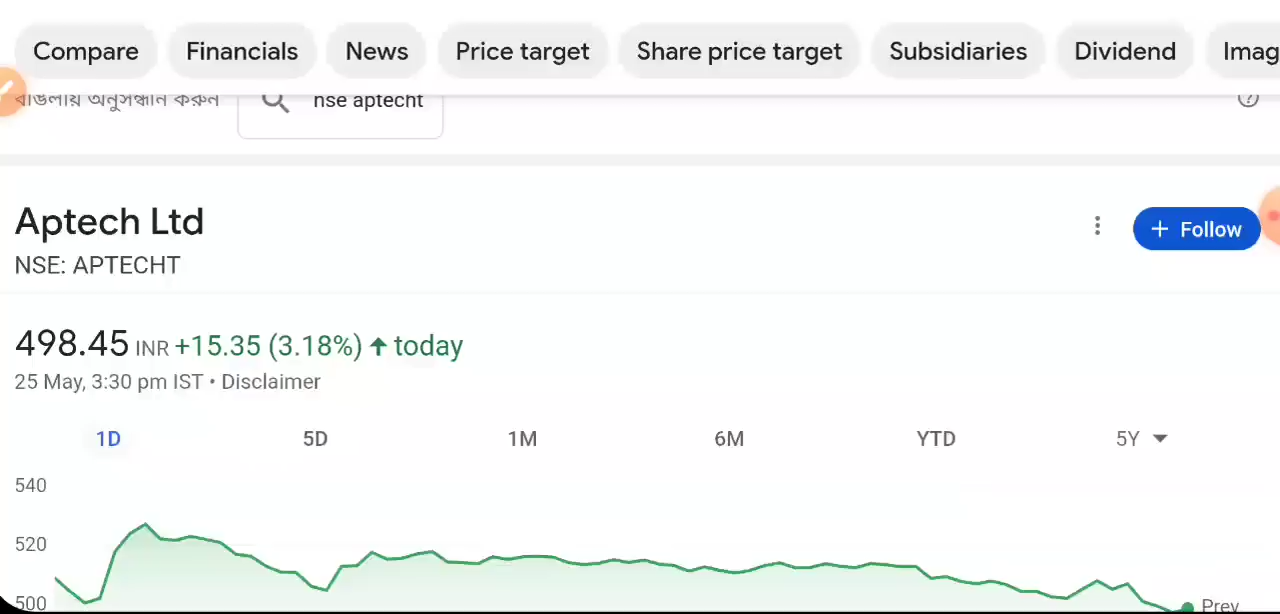 Compare Financials News Price target Share price target Subsidiaries Dividend Imag
বাংলায় অনুসন্ধান করুন nse aptecht
Aptech Ltd
+ Follow
NSE: APTECHT
498.45 INR +15.35 (3.18%) ↑ today
25 May, 3:30 pm IST • Disclaimer
1D 5D 1M 6M YTD 5Y
540
520
500
Prev